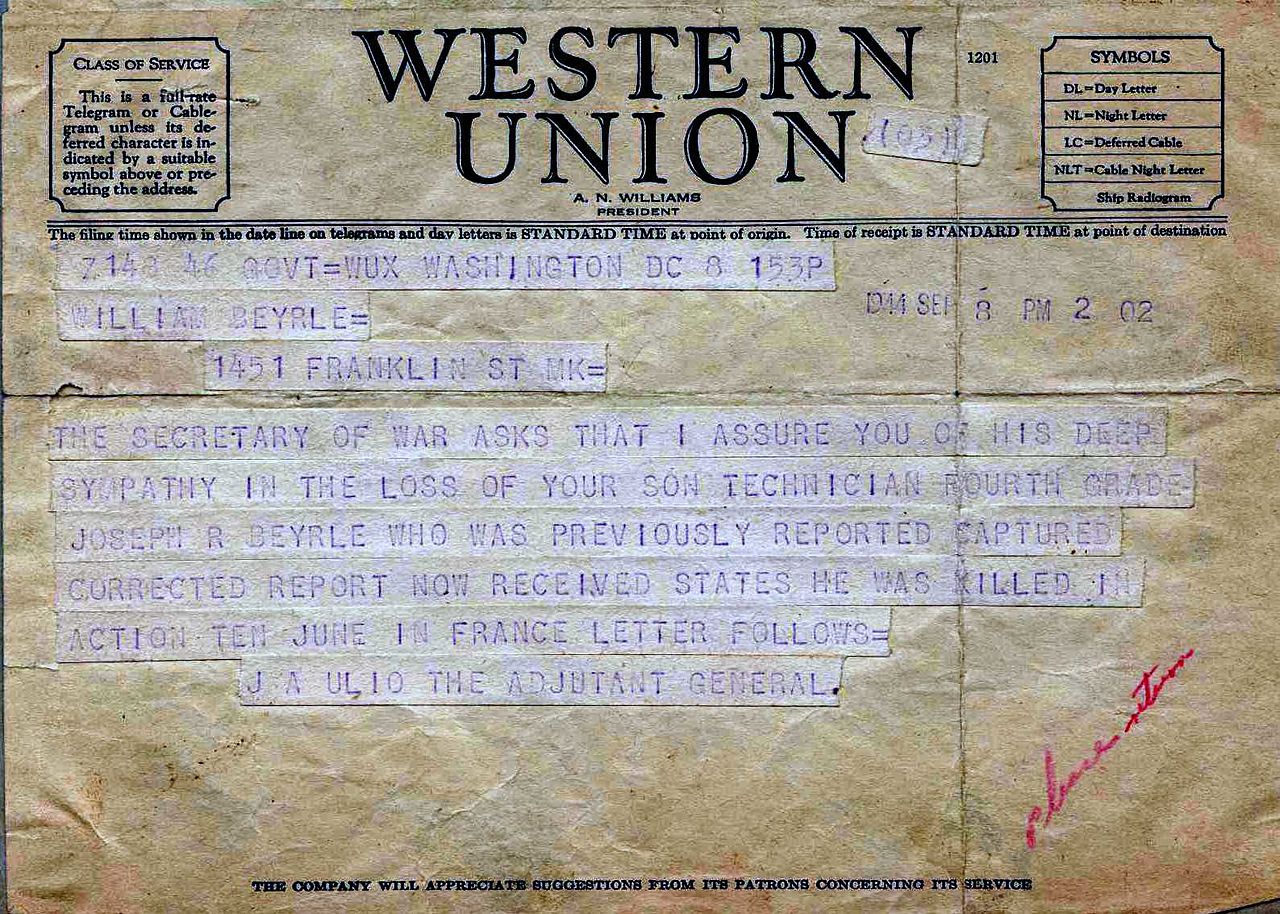 CLASS OF SERVICE
This is a full-rate
Telegram or Cable-
gram unless its de-
ferred character is in-
dicated by a suitable
symbol above or pre-
ceding the address.
WESTERN
UNION
A. N. WILLIAMS
PRESIDENT
1201
(03)
SYMBOLS
DL=Day Letter
NL=Night Letter
LC=Deferred Cable
NLT=Cable Night Letter
Ship Radiogram
The filing time shown in the date line on telegrams and day letters is STANDARD TIME at point of origin. Time of receipt is STANDARD TIME at point of destination
46 GOVT=WUX WASHINGTON DC 8 153P
WILLIAM BEYRLE=
1944 SEP 8 PM 2 02
1451 FRANKLIN ST MK=
THE SECRETARY OF WAR ASKS THAT I ASSURE YOU OF HIS DEEP
SYMPATHY IN THE LOSS OF YOUR SON TECHNICIAN FOURTH GRADE
JOSEPH R BEYRLE WHO WAS PREVIOUSLY REPORTED CAPTURED
CORRECTED REPORT NOW RECEIVED STATES HE WAS KILLED IN
ACTION TEN JUNE IN FRANCE LETTER FOLLOWS=
J A ULIO THE ADJUTANT GENERAL.
please return
THE COMPANY WILL APPRECIATE SUGGESTIONS FROM ITS PATRONS CONCERNING ITS SERVICE